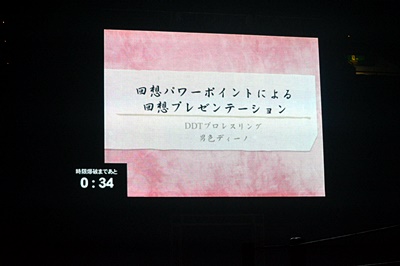 回想パワーポイントによる
回想プレゼンテーション
DDTプロレスリング
男色ディーノ
時限爆破まであと
0:34